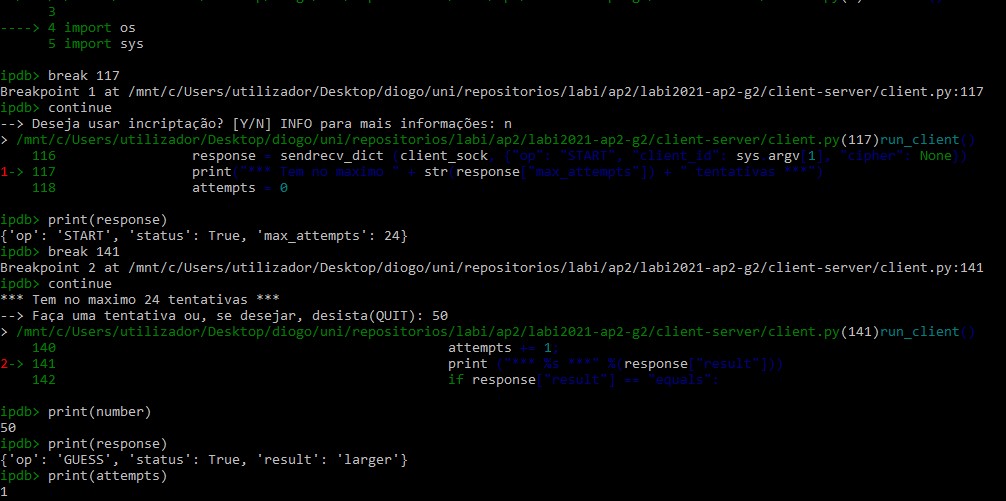 3
----> 4 import os
5 import sys
ipdb> break 117
Breakpoint 1 at /mnt/c/Users/utilizador/Desktop/diogo/uni/repositorios/labi/ap2/labi2021-ap2-g2/client-server/client.py:117
ipdb> continue
--> Deseja usar incriptação? [Y/N] INFO para mais informações: n
> /mnt/c/Users/utilizador/Desktop/diogo/uni/repositorios/labi/ap2/labi2021-ap2-g2/client-server/client.py(117)run_client()
116 response = sendrecv_dict (client_sock, {"op": "START", "client_id": sys.argv[1], "cipher": None})
1-> 117 print("*** Tem no maximo " + str(response["max_attempts"]) + " tentativas ***")
118 attempts = 0
ipdb> print(response)
{'op': 'START', 'status': True, 'max_attempts': 24}
ipdb> break 141
Breakpoint 2 at /mnt/c/Users/utilizador/Desktop/diogo/uni/repositorios/labi/ap2/labi2021-ap2-g2/client-server/client.py:141
ipdb> continue
*** Tem no maximo 24 tentativas ***
--> Faça uma tentativa ou, se desejar, desista(QUIT): 50
> /mnt/c/Users/utilizador/Desktop/diogo/uni/repositorios/labi/ap2/labi2021-ap2-g2/client-server/client.py(141)run_client()
140 attempts += 1;
2-> 141 print ("*** %s ***" %(response["result"]))
142 if response["result"] == "equals":
ipdb> print(number)
50
ipdb> print(response)
{'op': 'GUESS', 'status': True, 'result': 'larger'}
ipdb> print(attempts)
1